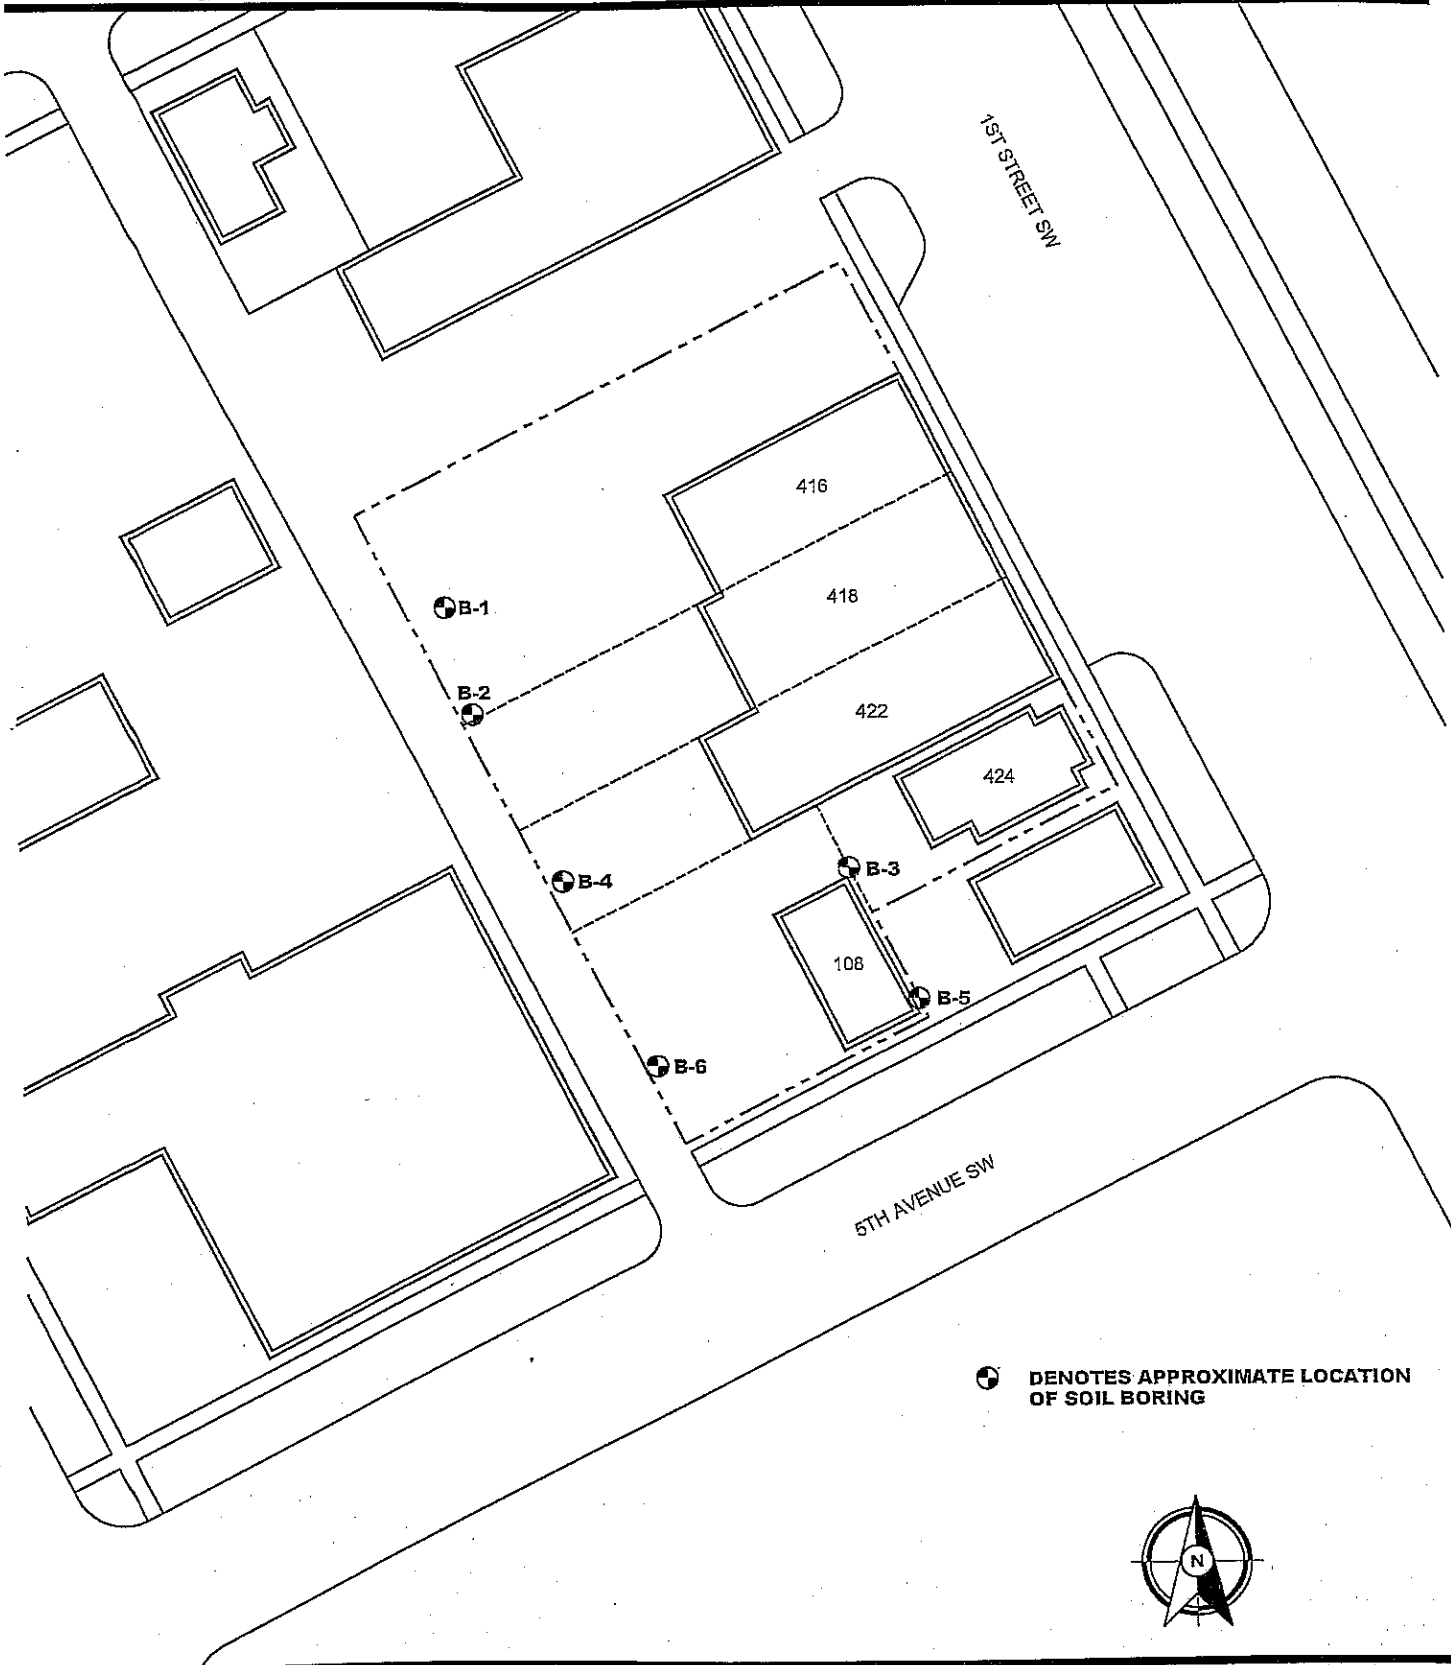 1ST STREET SW
416
418
422
424
108
B-1
B-2
B-3
B-4
B-5
B-6
5TH AVENUE SW
DENOTES APPROXIMATE LOCATION
OF SOIL BORING
N